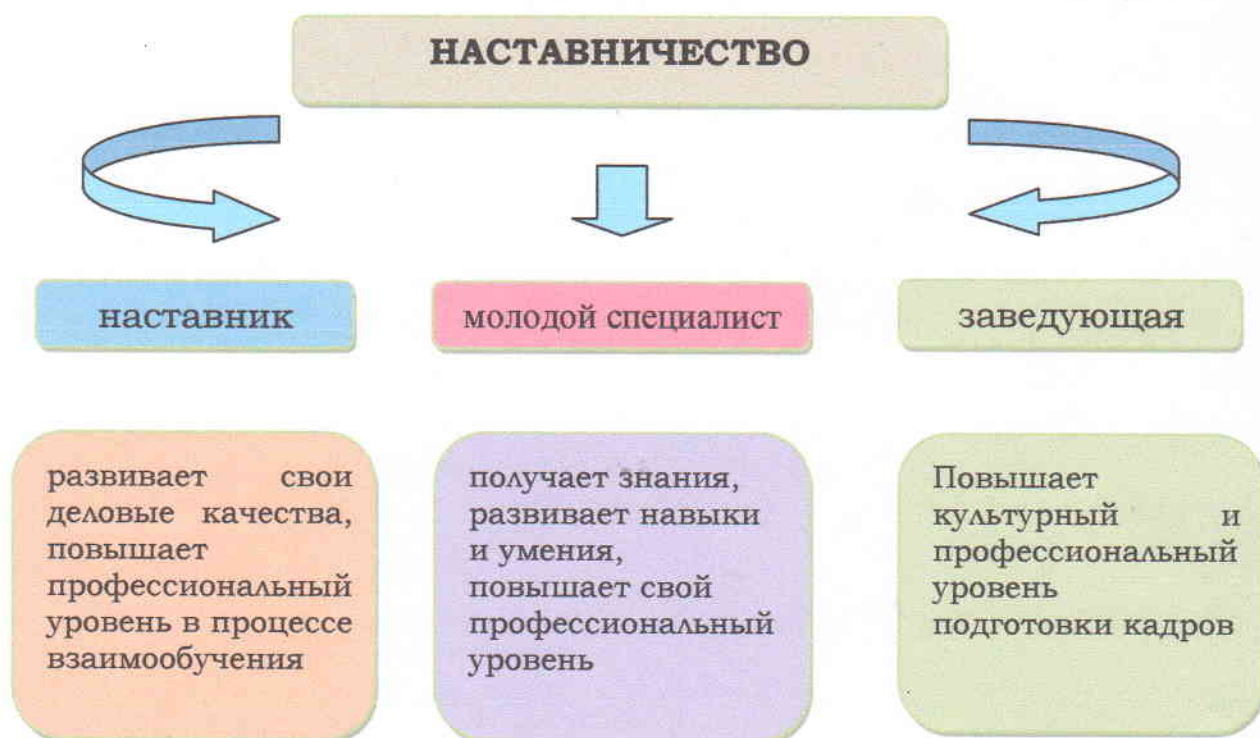 НАСТАВНИЧЕСТВО
наставник
молодой специалист
заведующая
развивает свои
деловые качества,
повышает
профессиональный
уровень в процессе
взаимообучения
получает знания,
развивает навыки
и умения,
повышает свой
профессиональный
уровень
Повышает
культурный и
профессиональный
уровень
подготовки кадров